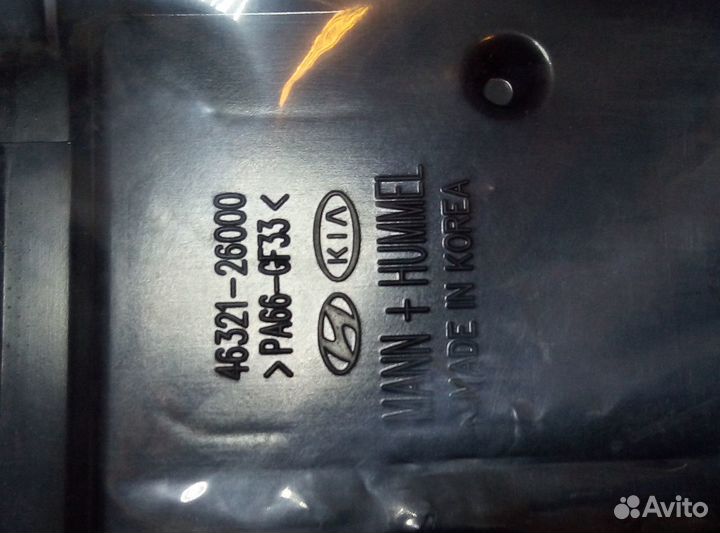 46321-26000
>PA66-GF33<
KIA
MANN + HUMMEL
MADE IN KOREA
Avito